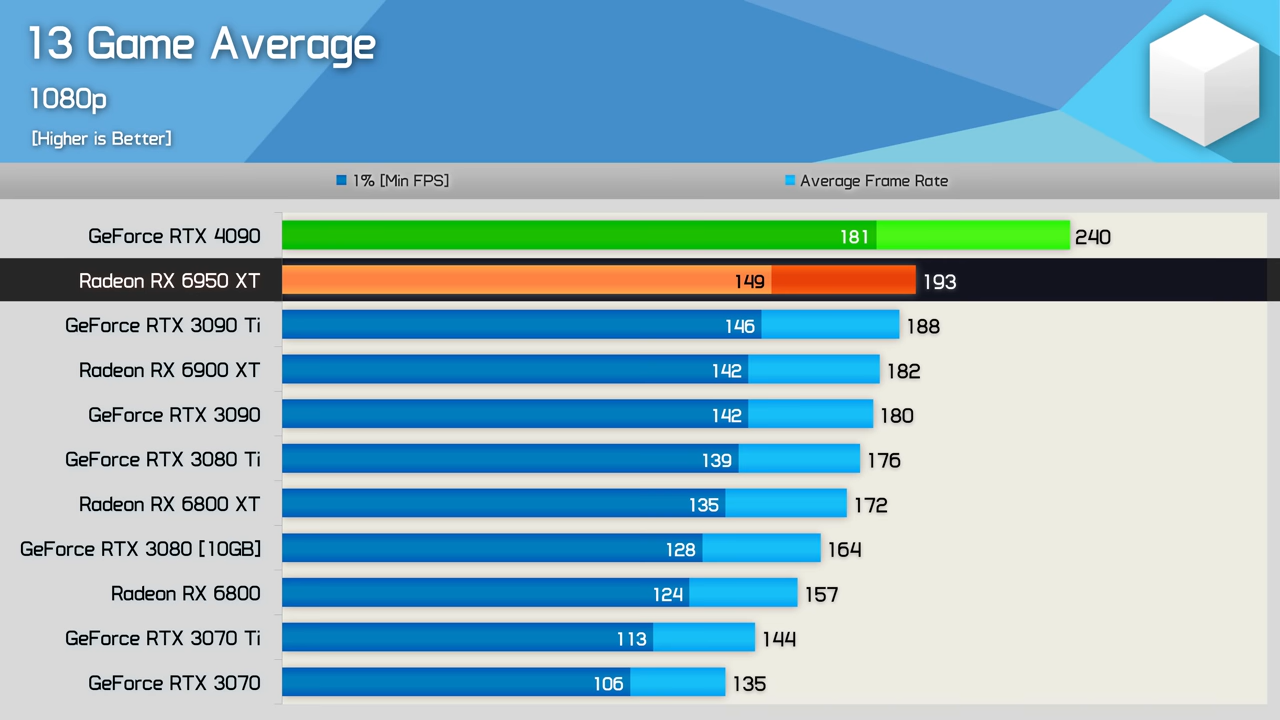 13 Game Average
1080p
[Higher is Better]
1% [Min FPS] Average Frame Rate
GeForce RTX 4090 181 240
Radeon RX 6950 XT 149 193
GeForce RTX 3090 Ti 146 188
Radeon RX 6900 XT 142 182
GeForce RTX 3090 142 180
GeForce RTX 3080 Ti 139 176
Radeon RX 6800 XT 135 172
GeForce RTX 3080 [10GB] 128 164
Radeon RX 6800 124 157
GeForce RTX 3070 Ti 113 144
GeForce RTX 3070 106 135